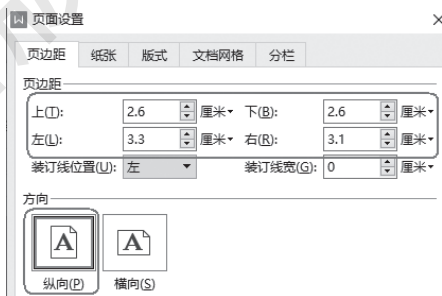 W 页面设置
页边距 纸张 版式 文档网格 分栏
页边距
上(T): 2.6 厘米 下(B): 2.6 厘米
左(L): 3.3 厘米 右(R): 3.1 厘米
装订线位置(U): 左 装订线宽(G): 0 厘米
方向
A A
纵向(P) 横向(S)